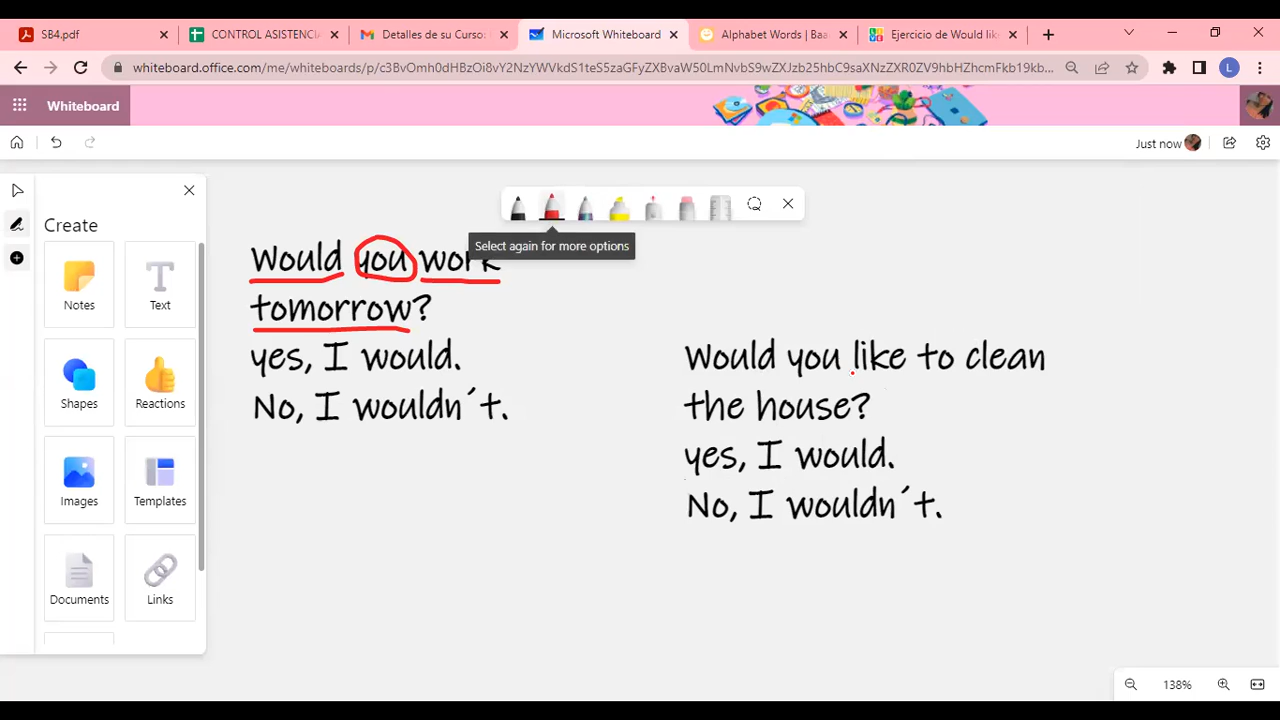 SB4.pdf
CONTROL ASISTENCIA
Detalles de su Curso:
Microsoft Whiteboard
Alphabet Words | Baa
Ejercicio de Would lik
whiteboard.office.com/me/whiteboards/p/
L
Whiteboard
Just now
Create
Notes
Text
Shapes
Reactions
Images
Templates
Documents
Links
Select again for more options
Would you work
tomorrow?
yes, I would.
No, I wouldn´t.
Would you like to clean
the house?
yes, I would.
No, I wouldn´t.
138%